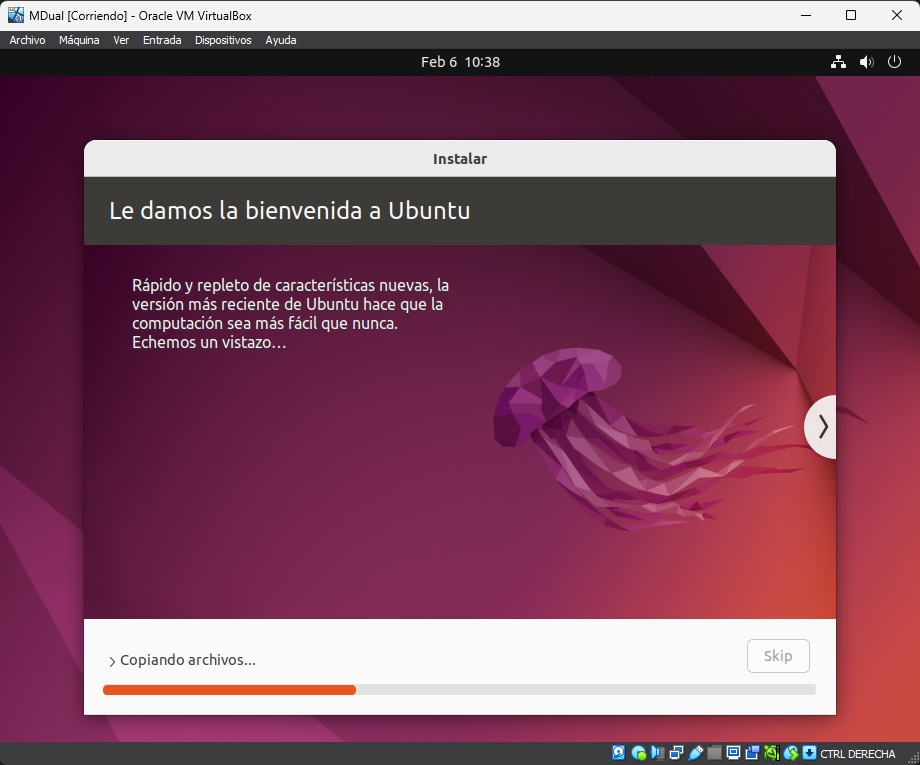 MDual [Corriendo] - Oracle VM VirtualBox
Archivo Máquina Ver Entrada Dispositivos Ayuda
Feb 6 10:38
Instalar
Le damos la bienvenida a Ubuntu
Rápido y repleto de características nuevas, la
versión más reciente de Ubuntu hace que la
computación sea más fácil que nunca.
Echemos un vistazo…
Copiando archivos...
Skip
CTRL DERECHA